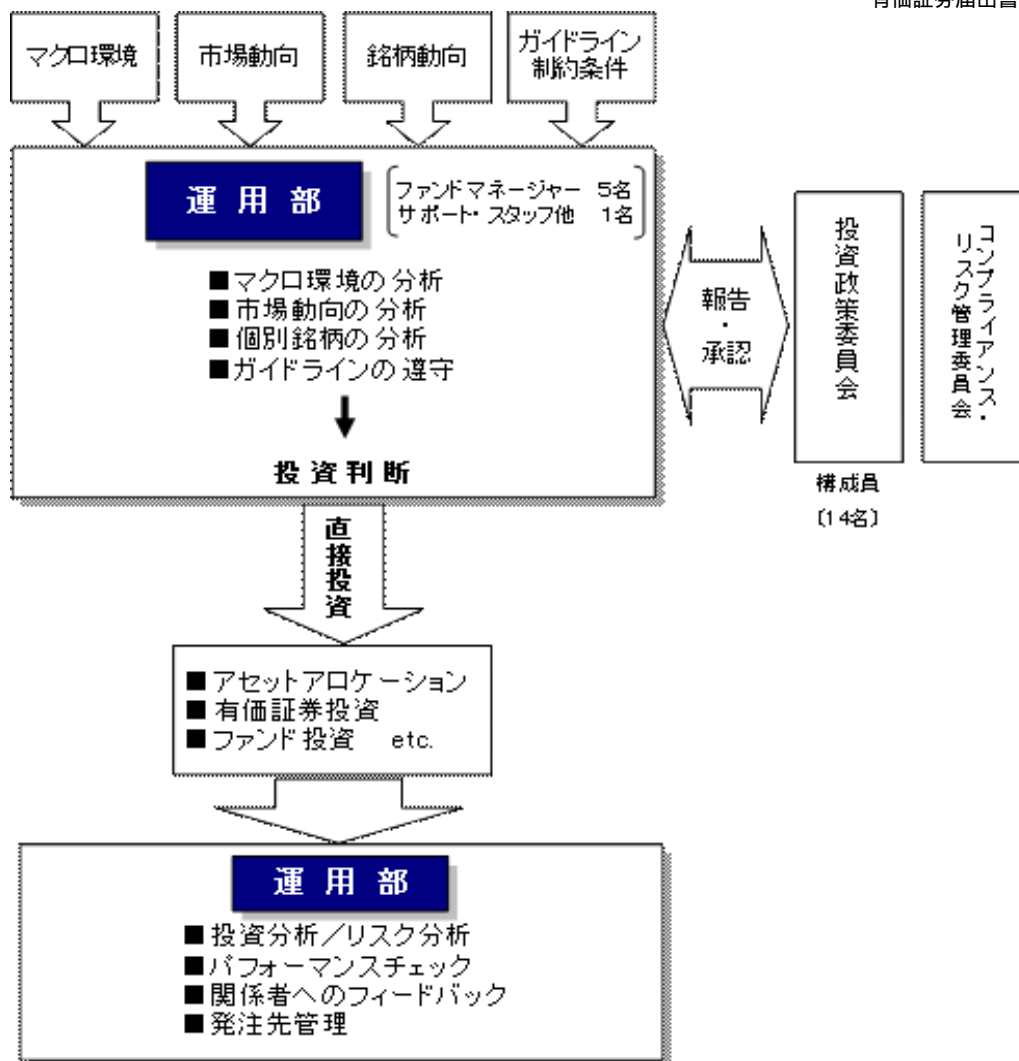 マクロ環境
市場動向
銘柄動向
ガイドライン
制約条件
運用部
ファンドマネージャー 5名
サポート・スタッフ他 1名
■マクロ環境の分析
■市場動向の分析
■個別銘柄の分析
■ガイドラインの遵守
投資判断
報告
・
承認
投資政策委員会
構成員
〔14名〕
コンプライアンス・
リスク管理委員会
直接投資
■アセットアロケーション
■有価証券投資
■ファンド投資 etc.
運用部
■投資分析／リスク分析
■パフォーマンスチェック
■関係者へのフィードバック
■発注先管理